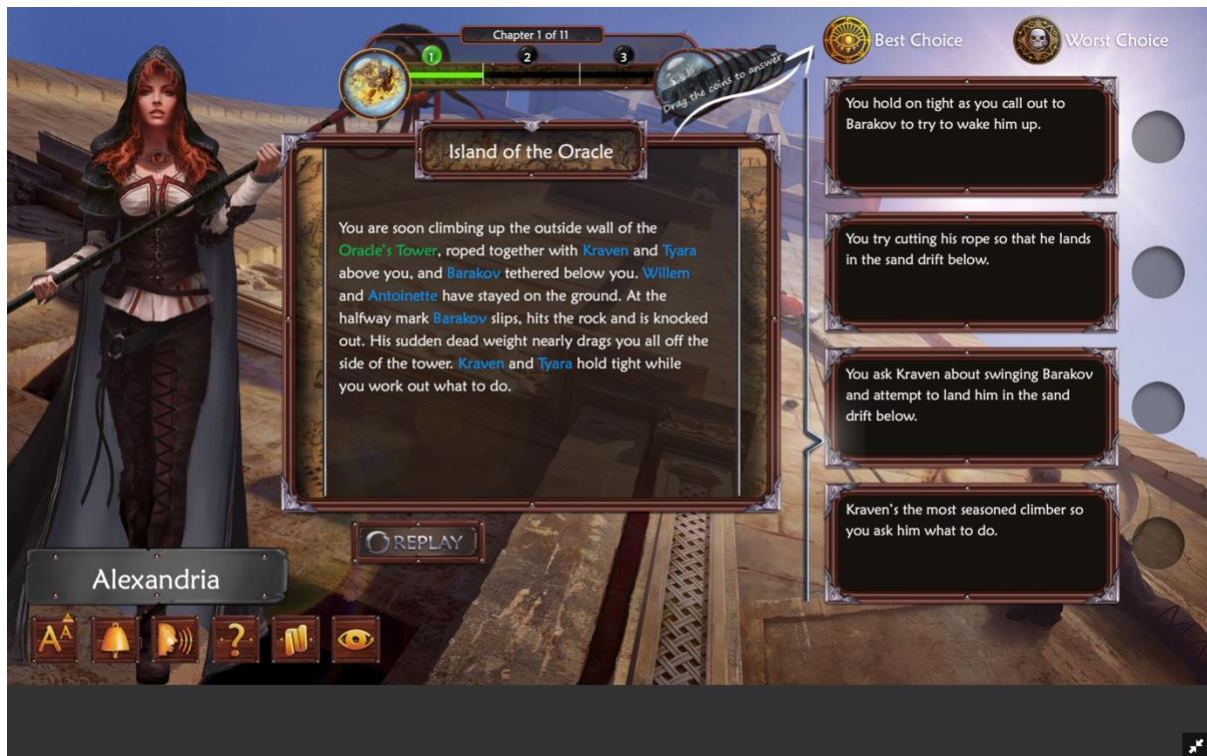 Chapter 1 of 11
1
2
3
Drag the coins to answer
Best Choice
Worst Choice
Island of the Oracle
You are soon climbing up the outside wall of the
Oracle's Tower, roped together with Kraven and Tyara
above you, and Barakov tethered below you. Willem
and Antoinette have stayed on the ground. At the
halfway mark Barakov slips, hits the rock and is knocked
out. His sudden dead weight nearly drags you all off the
side of the tower. Kraven and Tyara hold tight while
you work out what to do.
REPLAY
You hold on tight as you call out to
Barakov to try to wake him up.
You try cutting his rope so that he lands
in the sand drift below.
You ask Kraven about swinging Barakov
and attempt to land him in the sand
drift below.
Kraven's the most seasoned climber so
you ask him what to do.
Alexandria
AA
?